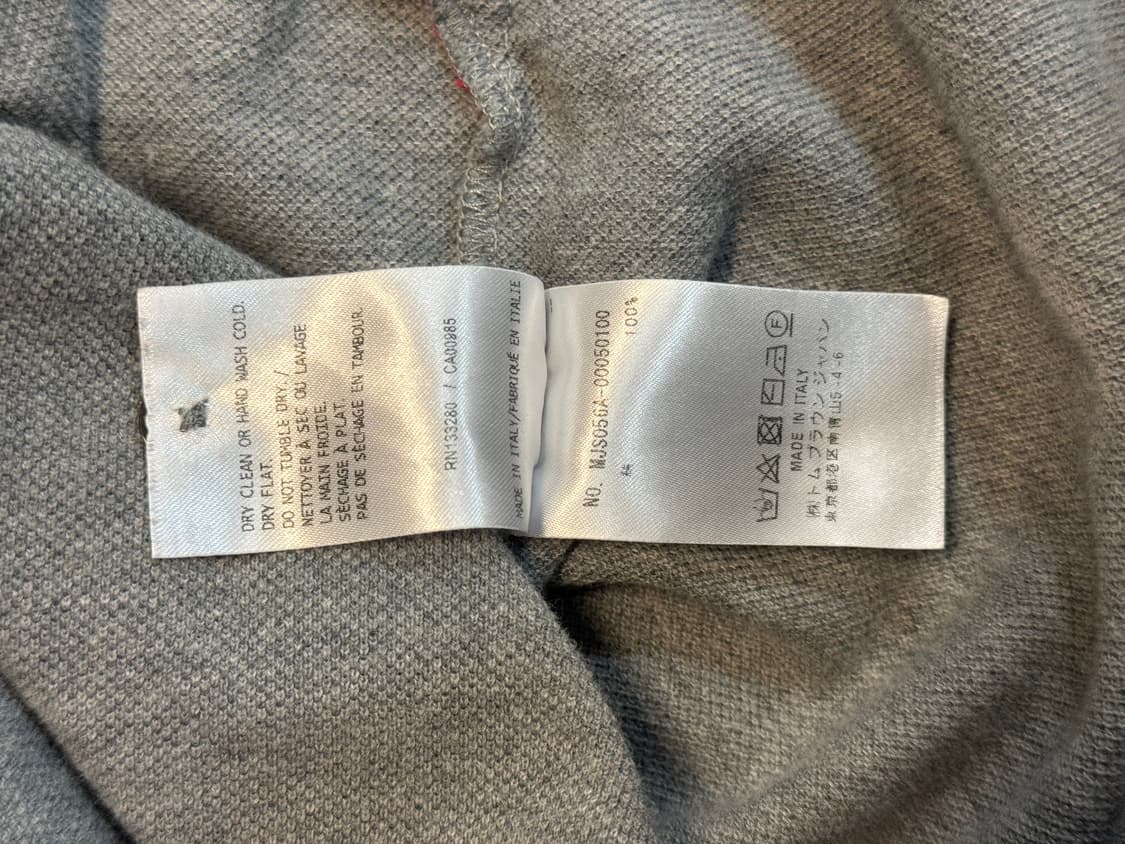 DRY CLEAN OR HAND WASH COLD.
DRY FLAT.
DO NOT TUMBLE DRY./
NETTOYER À SEC OU LAVAGE
LA MAIN FROIDE.
SÈCHAGE À PLAT.
PAS DE SÈCHAGE EN TAMBOUR.
RN133280 / CA00985
MADE IN ITALY/FABRIQUÉ EN ITALIE
NO. MJS056A-00050100
綿 100%
F
MADE IN ITALY
㈱トムブラウンジャパン
東京都港区南青山5-4-6